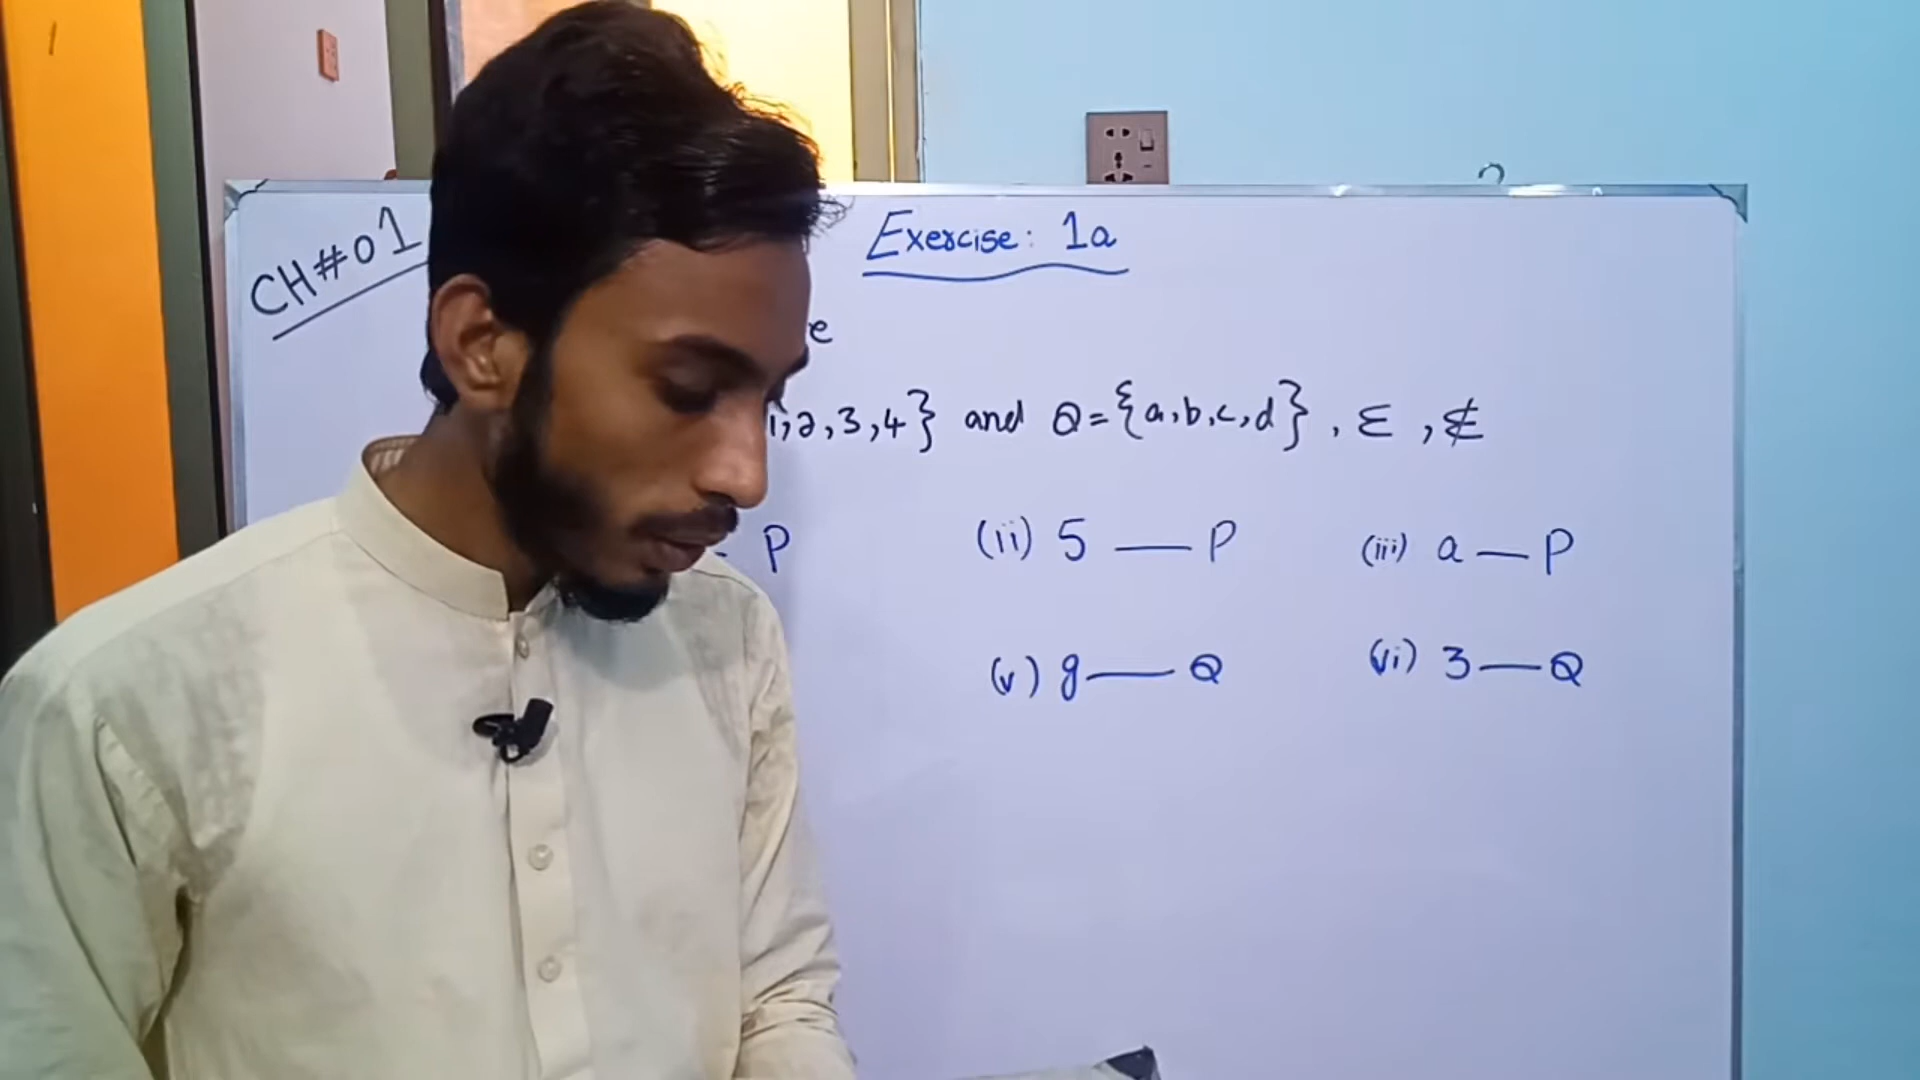 CH#01
Exercise: 1a
e
1,2,3,4} and Q={a,b,c,d}, ∈, ∉
- P
(ii) 5 — P
(iii) a — P
(v) g — Q
(vi) 3 — Q